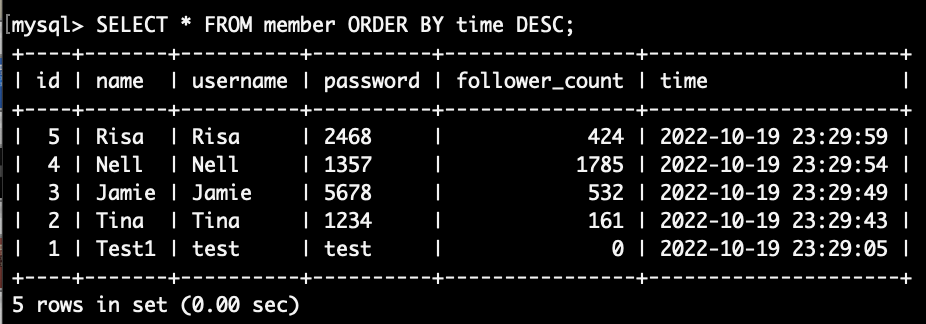 [mysql> SELECT * FROM member ORDER BY time DESC;
+----+-------+----------+----------+----------------+---------------------+
| id | name  | username | password | follower_count | time                |
+----+-------+----------+----------+----------------+---------------------+
|  5 | Risa  | Risa     | 2468     |            424 | 2022-10-19 23:29:59 |
|  4 | Nell  | Nell     | 1357     |           1785 | 2022-10-19 23:29:54 |
|  3 | Jamie | Jamie    | 5678     |            532 | 2022-10-19 23:29:49 |
|  2 | Tina  | Tina     | 1234     |            161 | 2022-10-19 23:29:43 |
|  1 | Test1 | test     | test     |              0 | 2022-10-19 23:29:05 |
+----+-------+----------+----------+----------------+---------------------+
5 rows in set (0.00 sec)